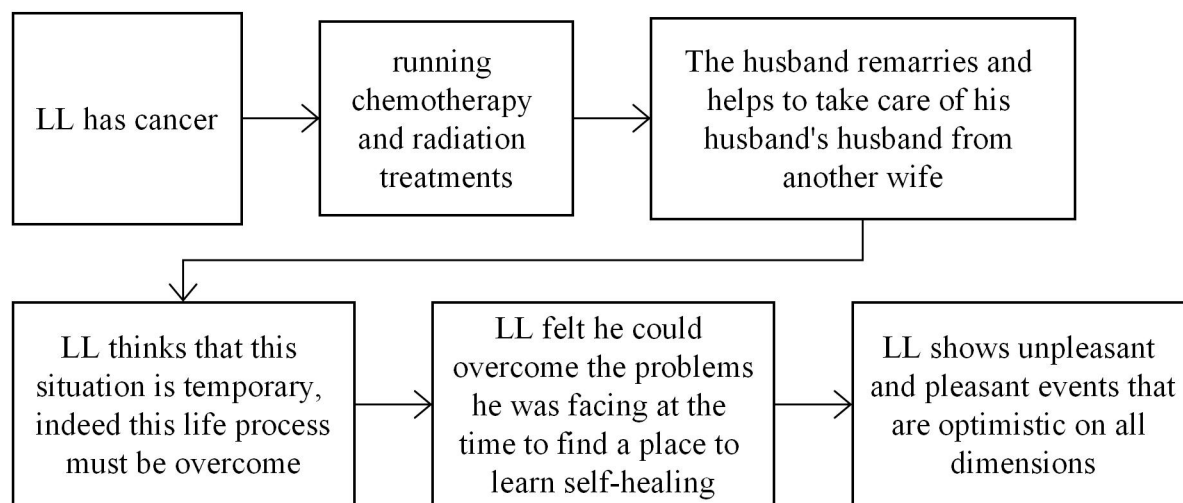 LL has cancer
running
chemotherapy
and radiation
treatments
The husband remarries and
helps to take care of his
husband's husband from
another wife
LL thinks that this
situation is temporary,
indeed this life process
must be overcome
LL felt he could
overcome the problems
he was facing at the
time to find a place to
learn self-healing
LL shows unpleasant
and pleasant events that
are optimistic on all
dimensions